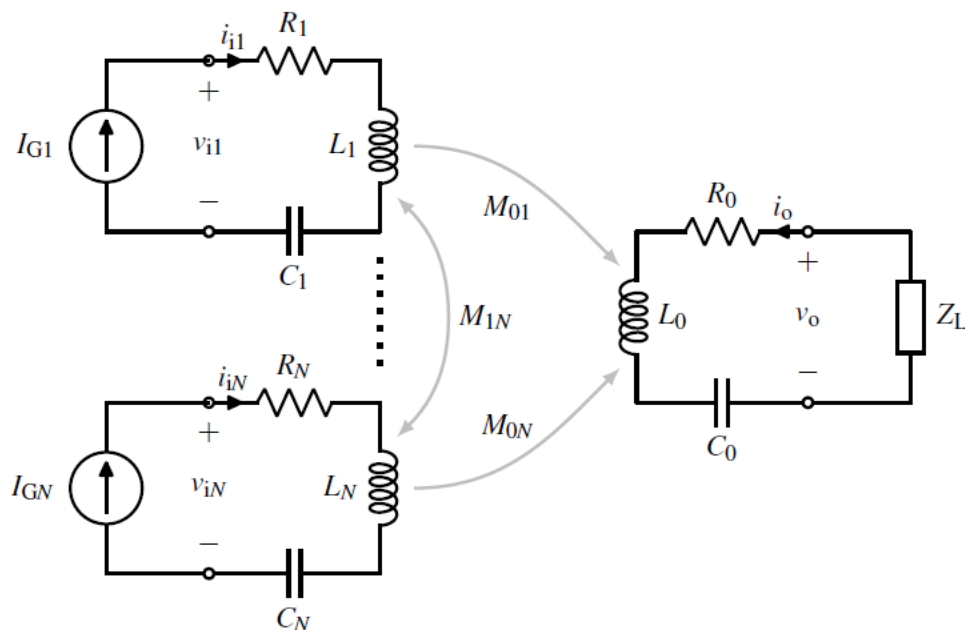 i_i1
R_1
+
I_G1
v_i1
L_1
−
C_1
M_01
M_1N
R_0
i_o
+
L_0
v_o
Z_L
−
C_0
i_iN
R_N
+
M_0N
I_GN
v_iN
L_N
−
C_N